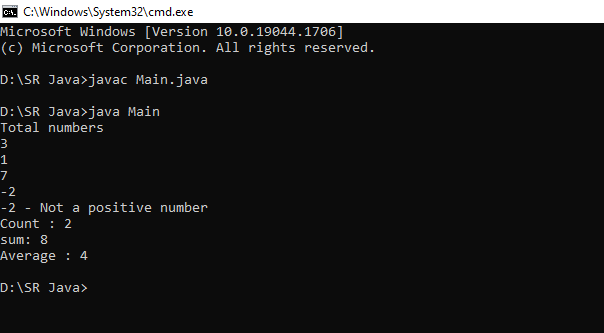 C:\Windows\System32\cmd.exe
Microsoft Windows [Version 10.0.19044.1706]
(c) Microsoft Corporation. All rights reserved.
D:\SR Java>javac Main.java
D:\SR Java>java Main
Total numbers
3
1
7
-2
-2 - Not a positive number
Count : 2
sum: 8
Average : 4
D:\SR Java>